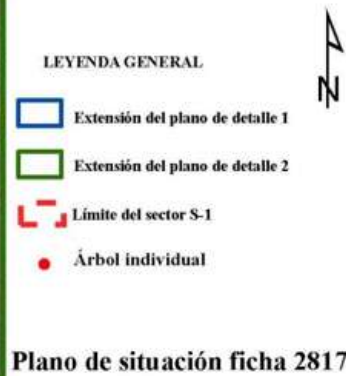 LEYENDA GENERAL
N
Extensión del plano de detalle 1
Extensión del plano de detalle 2
Límite del sector S-1
Árbol individual
Plano de situación ficha 2817